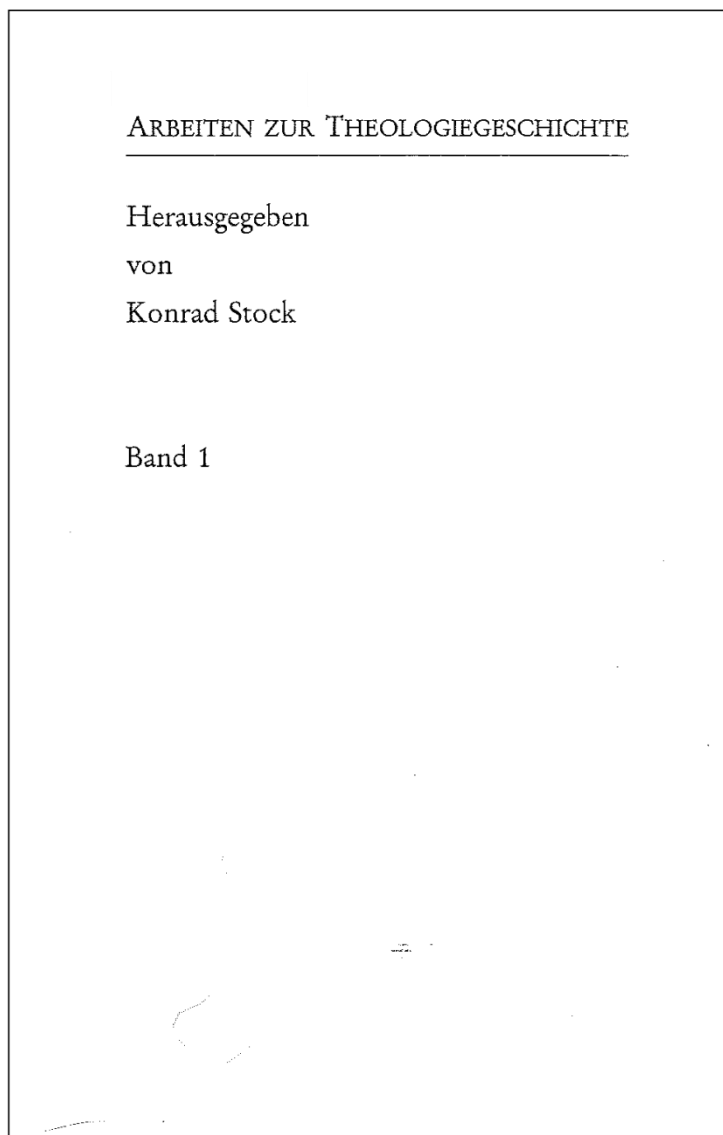 ARBEITEN ZUR THEOLOGIEGESCHICHTE
Herausgegeben
von
Konrad Stock
Band 1